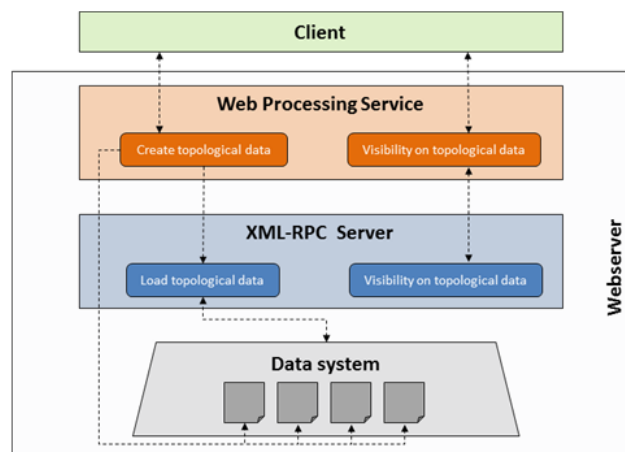 Client
Web Processing Service
Create topological data
Visibility on topological data
XML-RPC Server
Load topological data
Visibility on topological data
Webserver
Data system